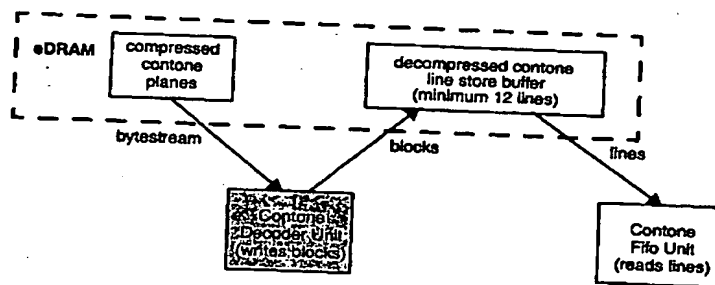 eDRAM
compressed
contone
planes
decompressed contone
line store buffer
(minimum 12 lines)
bytestream
blocks
lines
Contone
Decoder Unit
(writes blocks)
Contone
Fifo Unit
(reads lines)